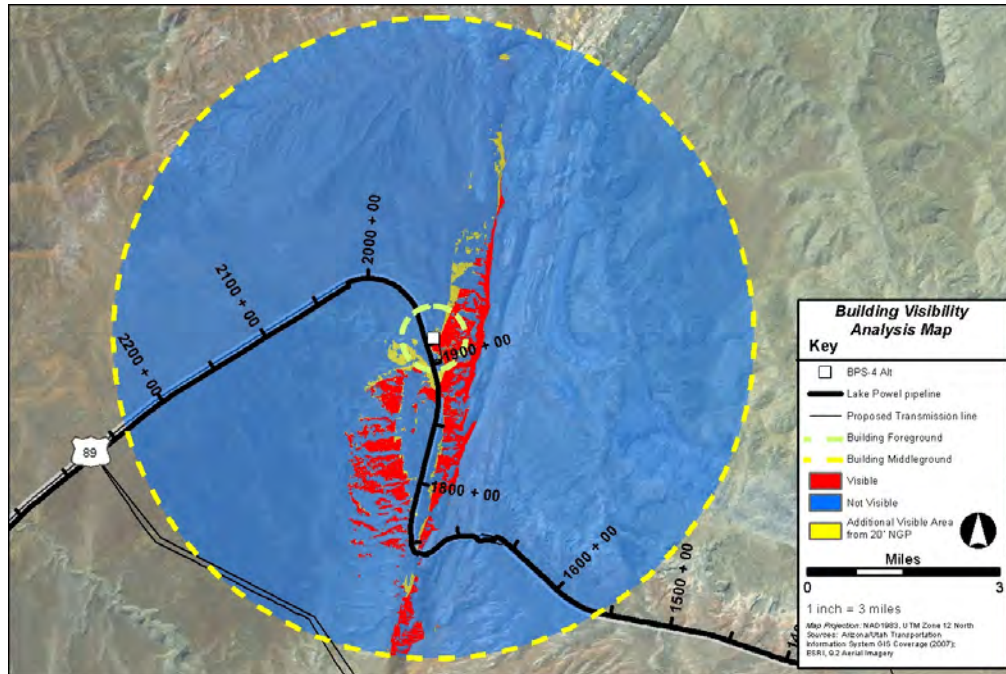 2000 + 00
2100 + 00
2200 + 00
1900 + 00
89
1800 + 00
1600 + 00
1500 + 00
Building Visibility
Analysis Map
Key
BPS-4 Alt
Lake Powel pipeline
Proposed Transmission line
Building Foreground
Building Middleground
Visible
Not Visible
Additional Visible Area
from 20' NGP
Miles
0 3
1 inch = 3 miles
Map Projection: NAD1983, UTM Zone 12 North
Sources: Arizona/Utah Transportation
Information System GIS Coverage (2007);
ESRI, 9.2 Aerial Imagery